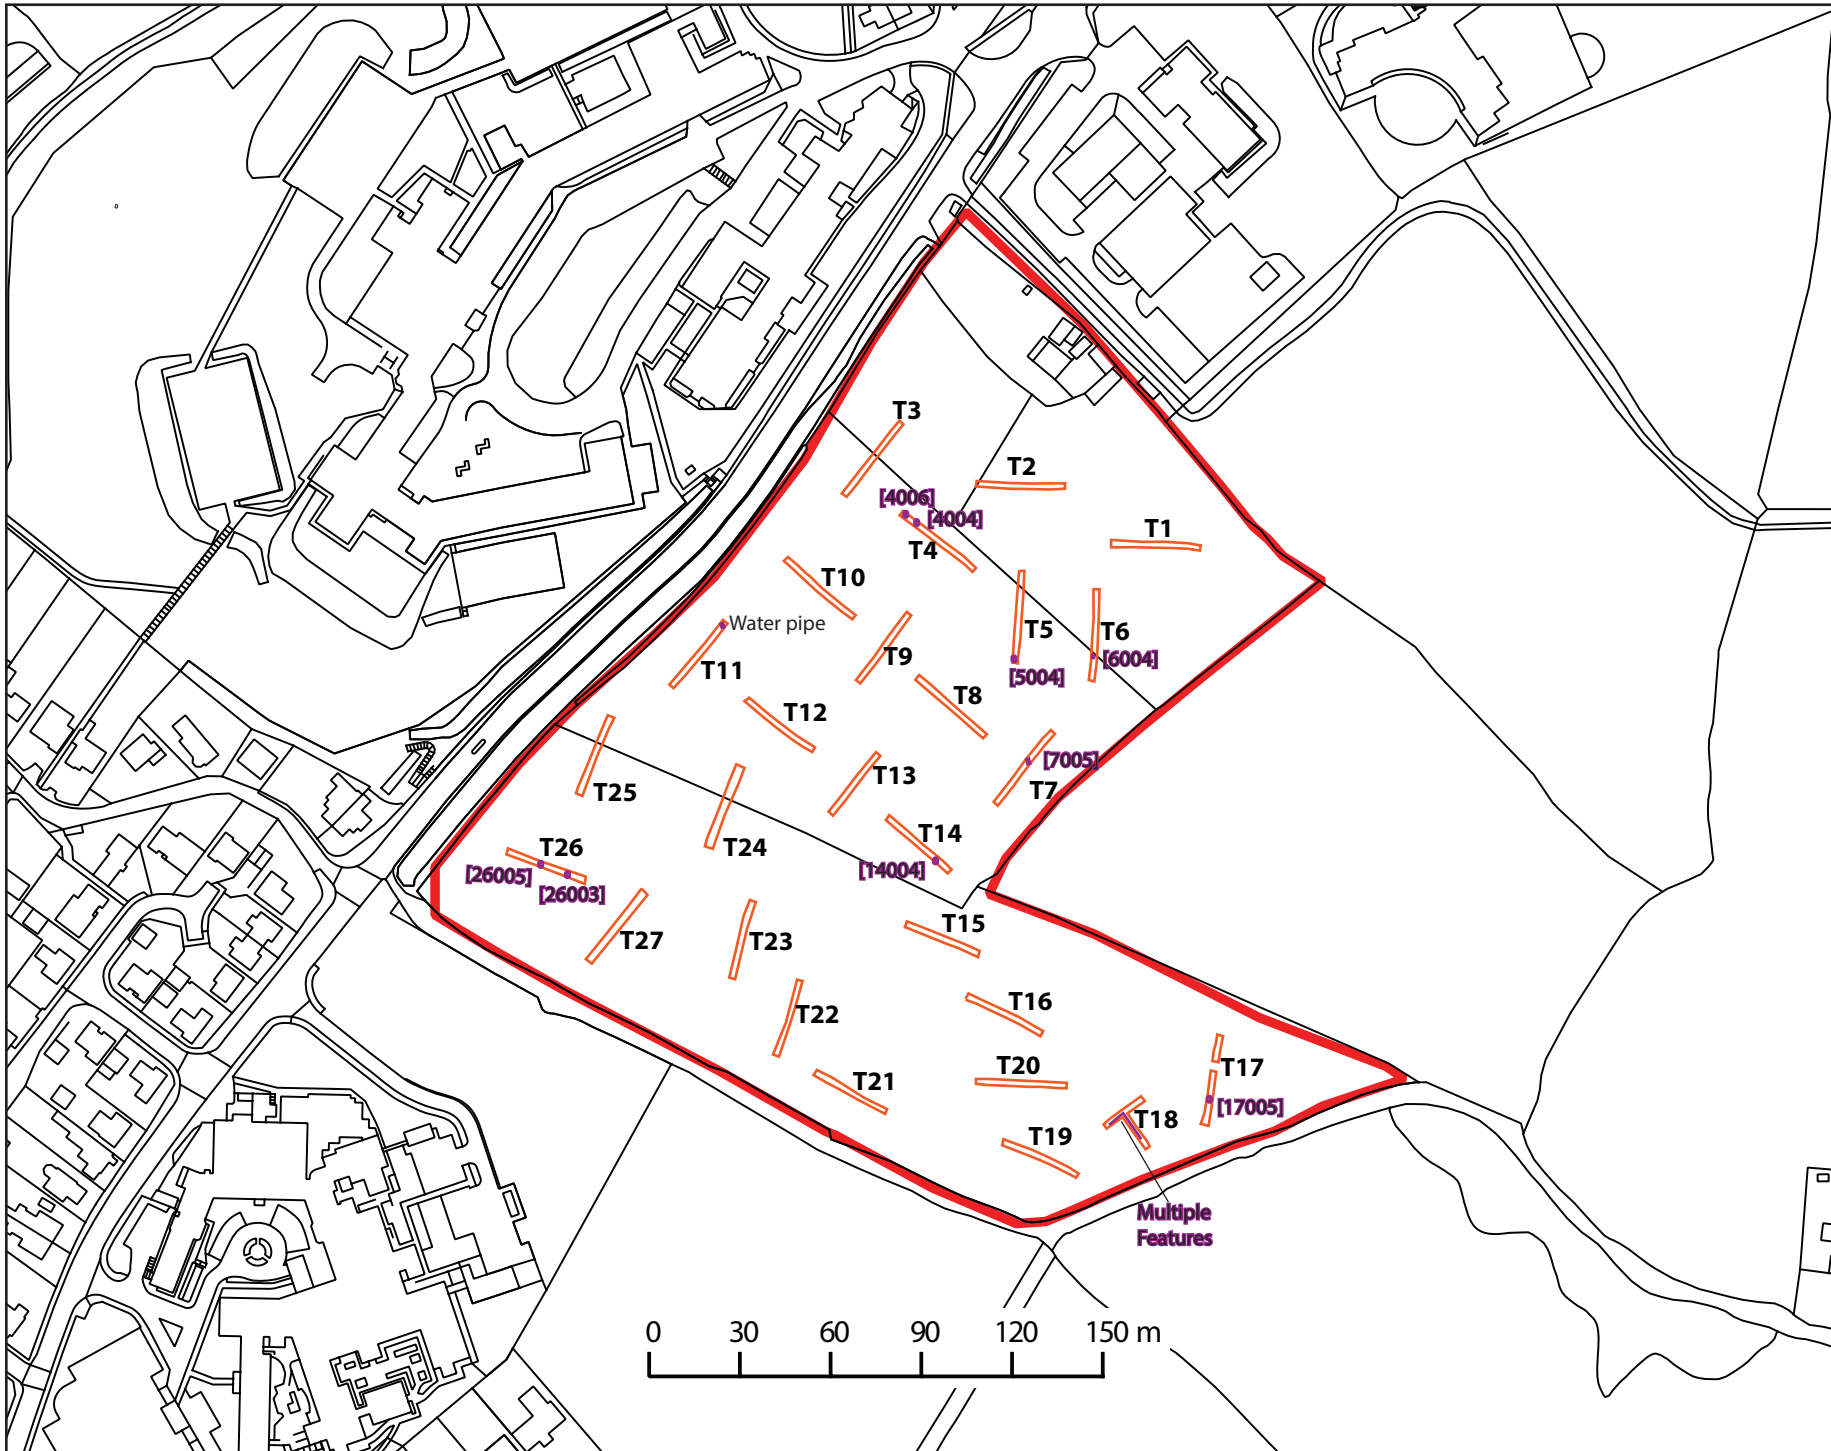 T3
T2
[4006]
[4004]
T1
T4
T10
Water pipe
T5
T6
T9
[6004]
T11
[5004]
T8
T12
[7005]
T13
T25
T7
T14
T24
T26
[14004]
[26005]
[26003]
T15
T27
T23
T16
T22
T17
T20
T21
[17005]
T18
T19
Multiple
Features
0 30 60 90 120 150 m